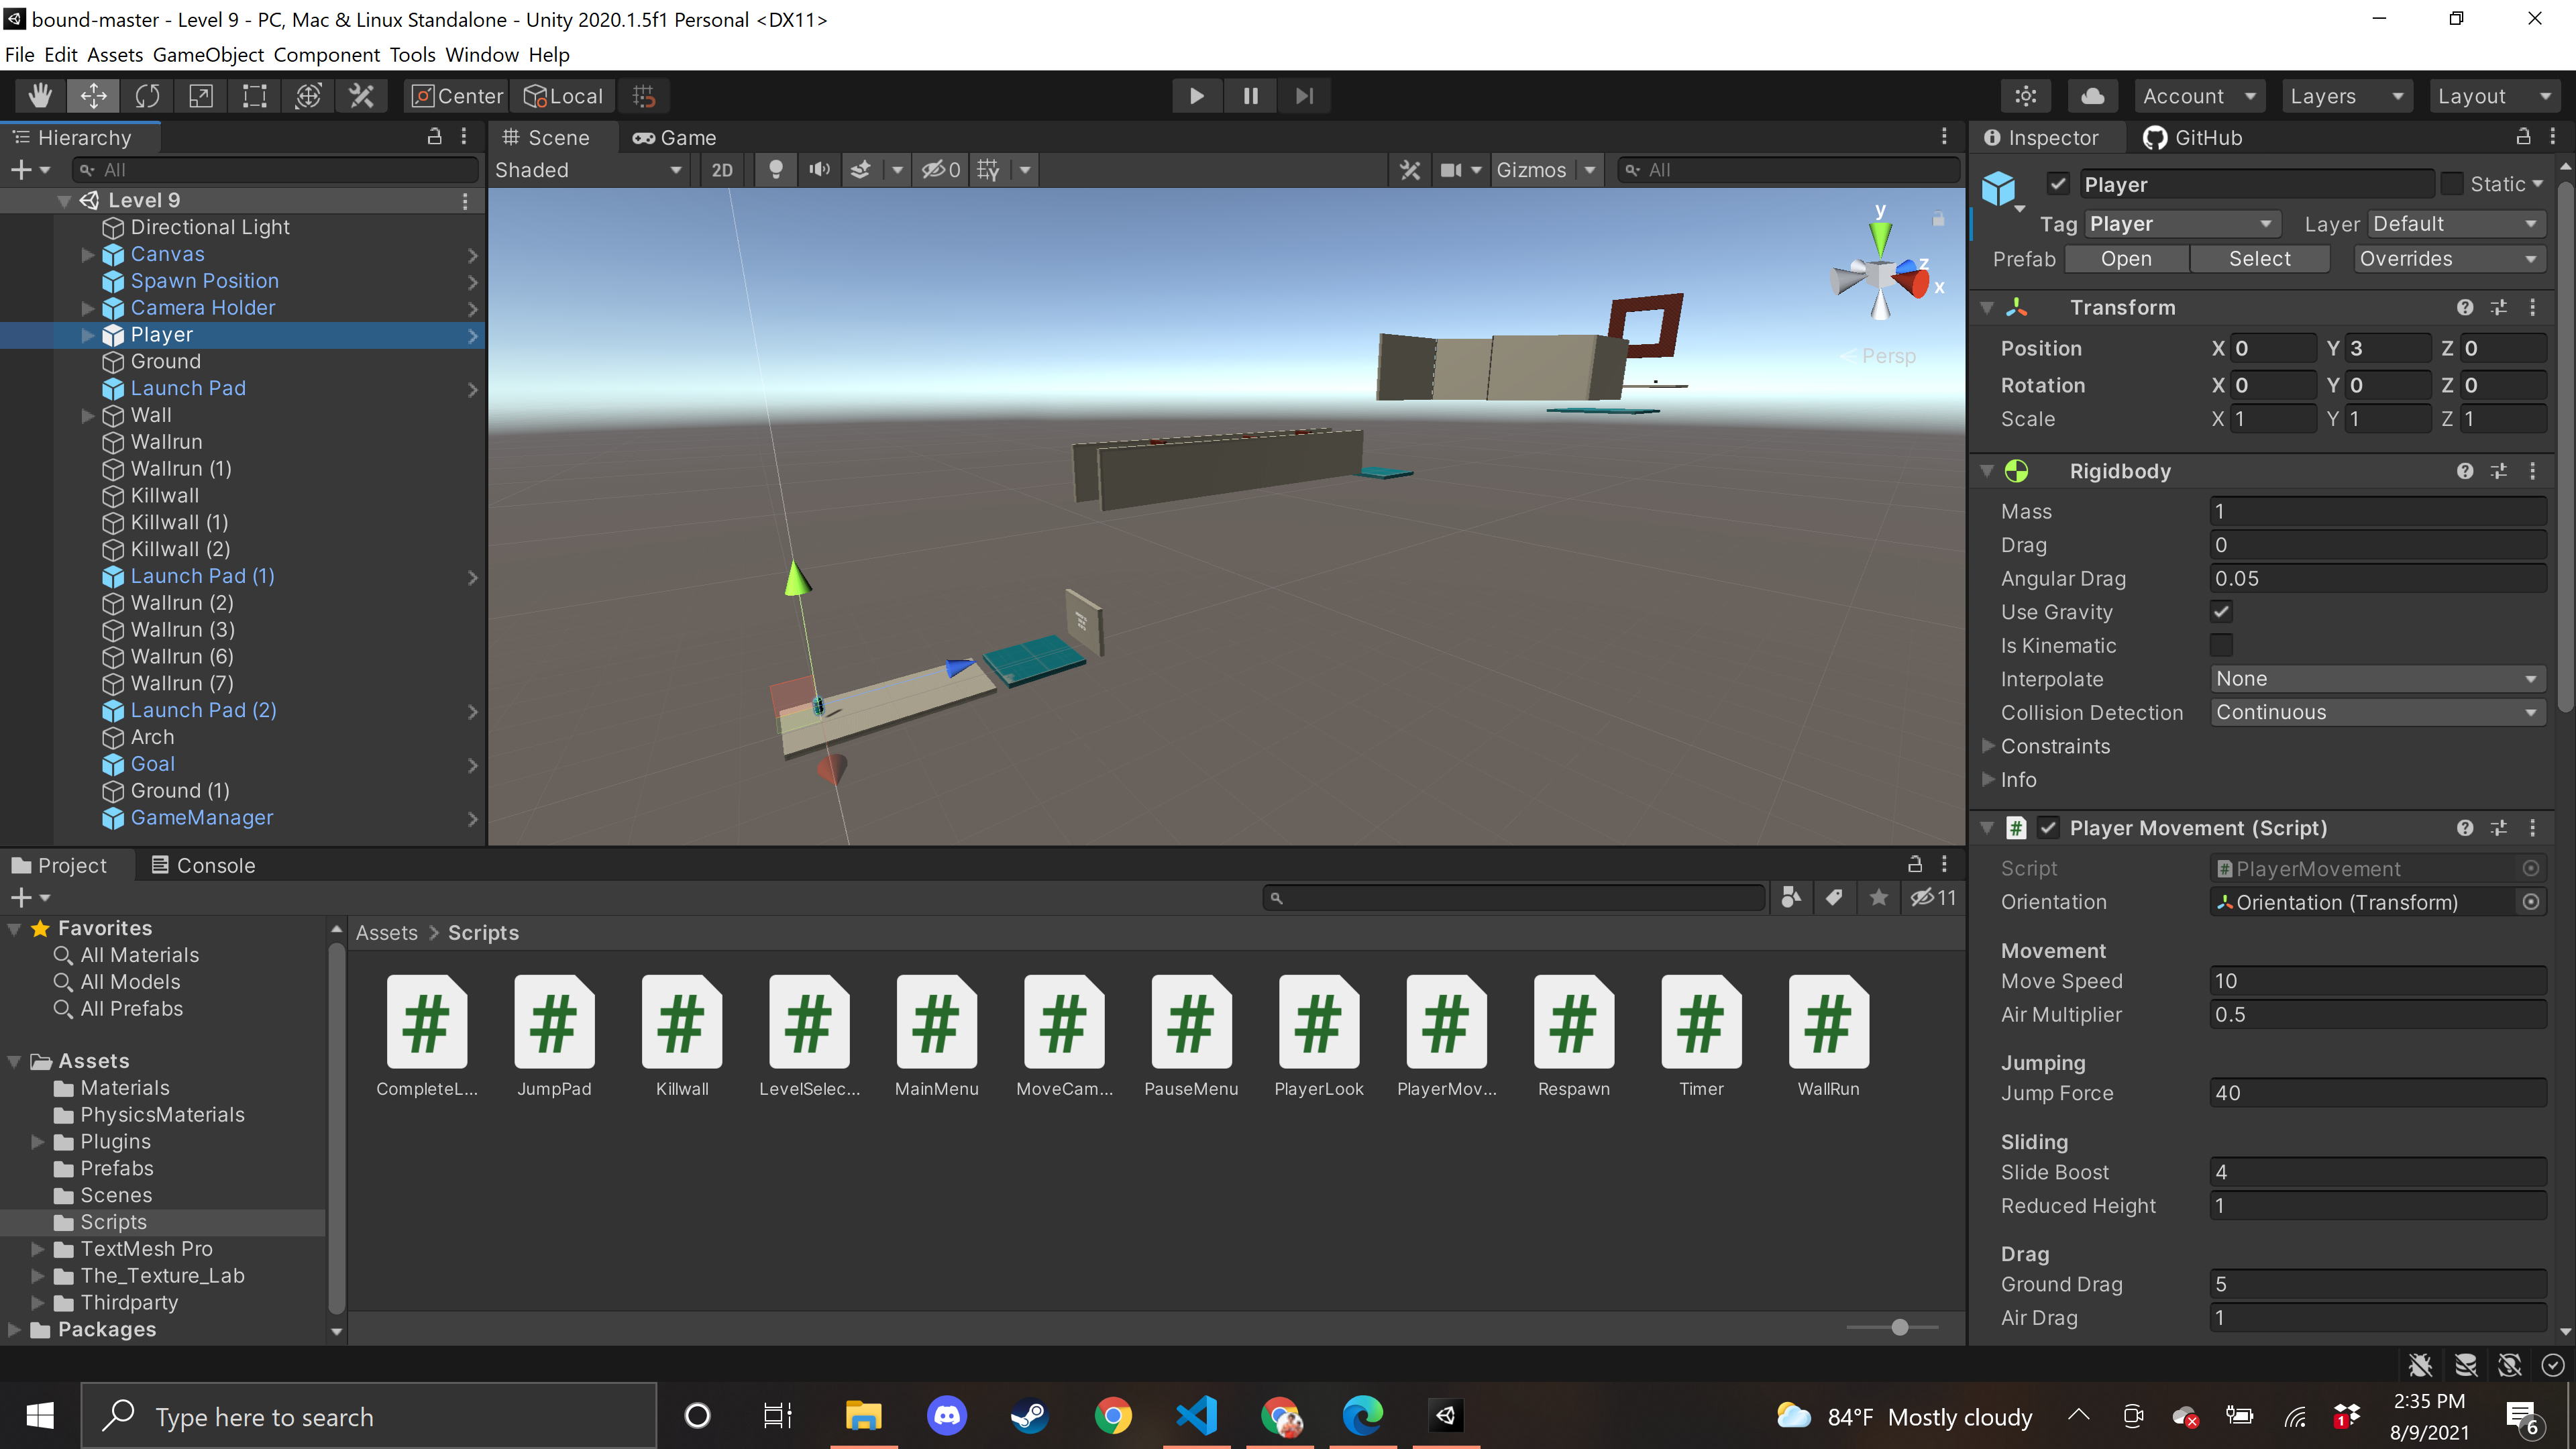 bound-master - Level 9 - PC, Mac & Linux Standalone - Unity 2020.1.5f1 Personal <DX11>
File Edit Assets GameObject Component Tools Window Help
Center Local Account Layers Layout
Hierarchy
All
Level 9
Directional Light
Canvas
Spawn Position
Camera Holder
Player
Ground
Launch Pad
Wall
Wallrun
Wallrun (1)
Killwall
Killwall (1)
Killwall (2)
Launch Pad (1)
Wallrun (2)
Wallrun (3)
Wallrun (6)
Wallrun (7)
Launch Pad (2)
Arch
Goal
Ground (1)
GameManager
Scene Game
Shaded 2D 0 Gizmos All
y
z
x
Persp
Inspector GitHub
Player Static
Tag Player Layer Default
Prefab Open Select Overrides
Transform
Position X 0 Y 3 Z 0
Rotation X 0 Y 0 Z 0
Scale X 1 Y 1 Z 1
Rigidbody
Mass 1
Drag 0
Angular Drag 0.05
Use Gravity
Is Kinematic
Interpolate None
Collision Detection Continuous
Constraints
Info
# Player Movement (Script)
Script # PlayerMovement
Orientation Orientation (Transform)
Movement
Move Speed 10
Air Multiplier 0.5
Jumping
Jump Force 40
Sliding
Slide Boost 4
Reduced Height 1
Drag
Ground Drag 5
Air Drag 1
Project Console
11
Favorites
All Materials
All Models
All Prefabs
Assets
Materials
PhysicsMaterials
Plugins
Prefabs
Scenes
Scripts
TextMesh Pro
The_Texture_Lab
Thirdparty
Packages
Assets > Scripts
# # # # # # # # # # # #
CompleteL... JumpPad Killwall LevelSelec... MainMenu MoveCam... PauseMenu PlayerLook PlayerMov... Respawn Timer WallRun
Type here to search
84°F Mostly cloudy
1
2:35 PM
8/9/2021
6